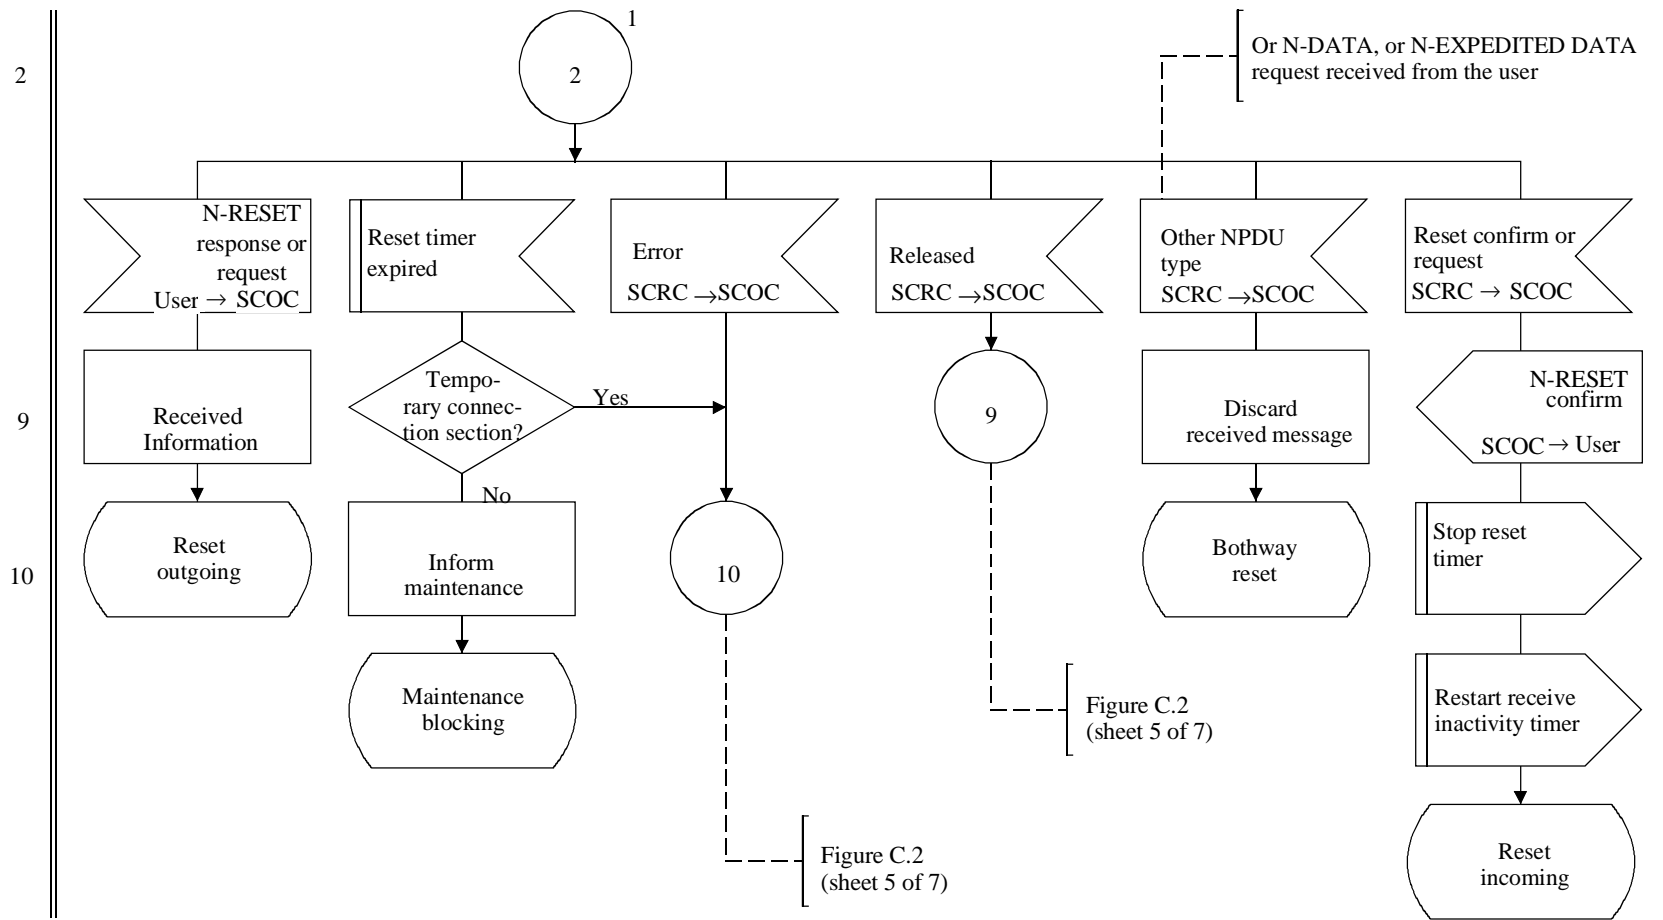 1
Or N-DATA, or N-EXPEDITED DATA
request received from the user
2
2
N-RESET
response or
request
User → SCOC
Reset timer
expired
Error
SCRC → SCOC
Released
SCRC → SCOC
Other NPDU
type
SCRC → SCOC
Reset confirm or
request
SCRC → SCOC
9
Received
Information
Tempo-
rary connec-
tion section?
Yes
No
9
Discard
received message
N-RESET
confirm
SCOC → User
10
Reset
outgoing
Inform
maintenance
10
Bothway
reset
Stop reset
timer
Maintenance
blocking
Figure C.2
(sheet 5 of 7)
Restart receive
inactivity timer
Figure C.2
(sheet 5 of 7)
Reset
incoming